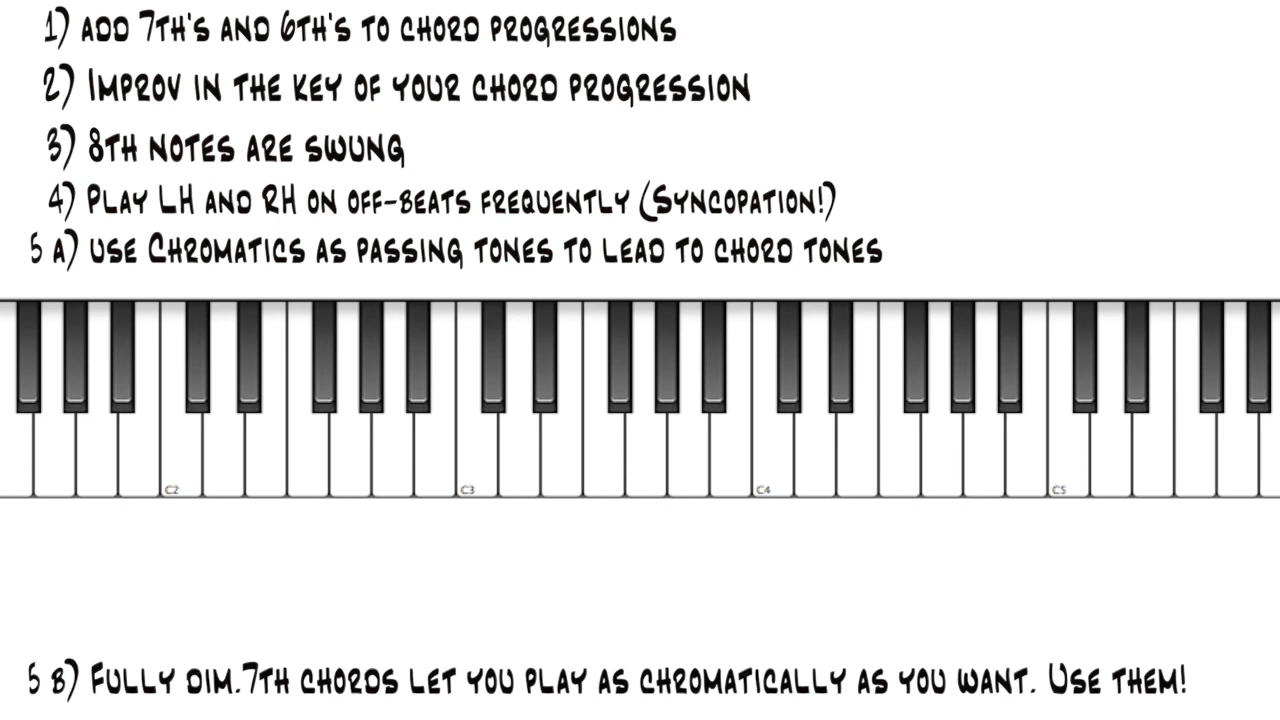 1) Add 7th's and 6th's to chord progressions
2) Improv in the key of your chord progression
3) 8th notes are swung
4) Play LH and RH on off-beats frequently (Syncopation!)
5 a) use Chromatics as passing tones to lead to chord tones
C2 C3 C4 C5
5 b) Fully dim.7th chords let you play as chromatically as you want. Use them!